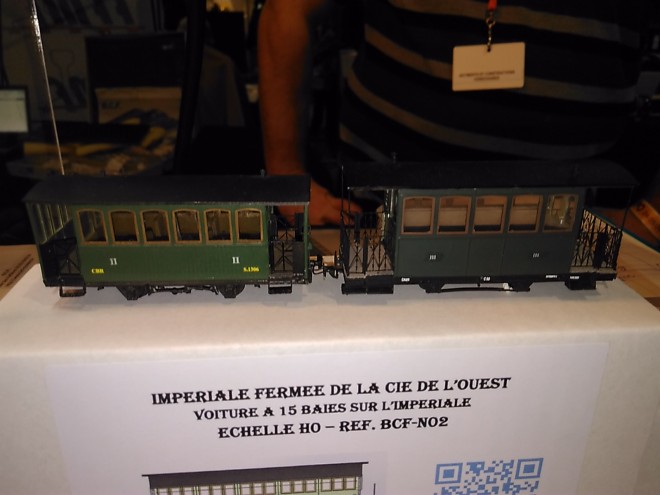 II II
III III
IMPERIALE FERMEE DE LA CIE DE L'OUEST
VOITURE A 15 BAIES SUR L'IMPERIALE
ECHELLE HO – REF. BCF-N02